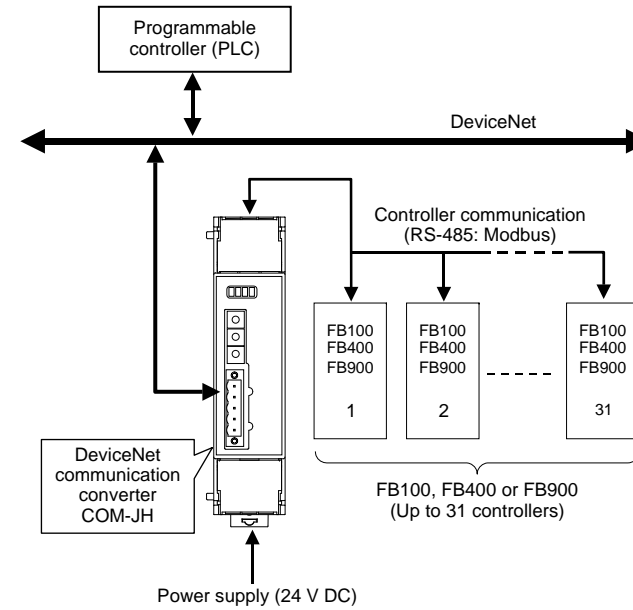 Programmable
controller (PLC)
DeviceNet
Controller communication
(RS-485: Modbus)
FB100
FB400
FB900
1
FB100
FB400
FB900
2
FB100
FB400
FB900
31
DeviceNet
communication
converter
COM-JH
FB100, FB400 or FB900
(Up to 31 controllers)
Power supply (24 V DC)